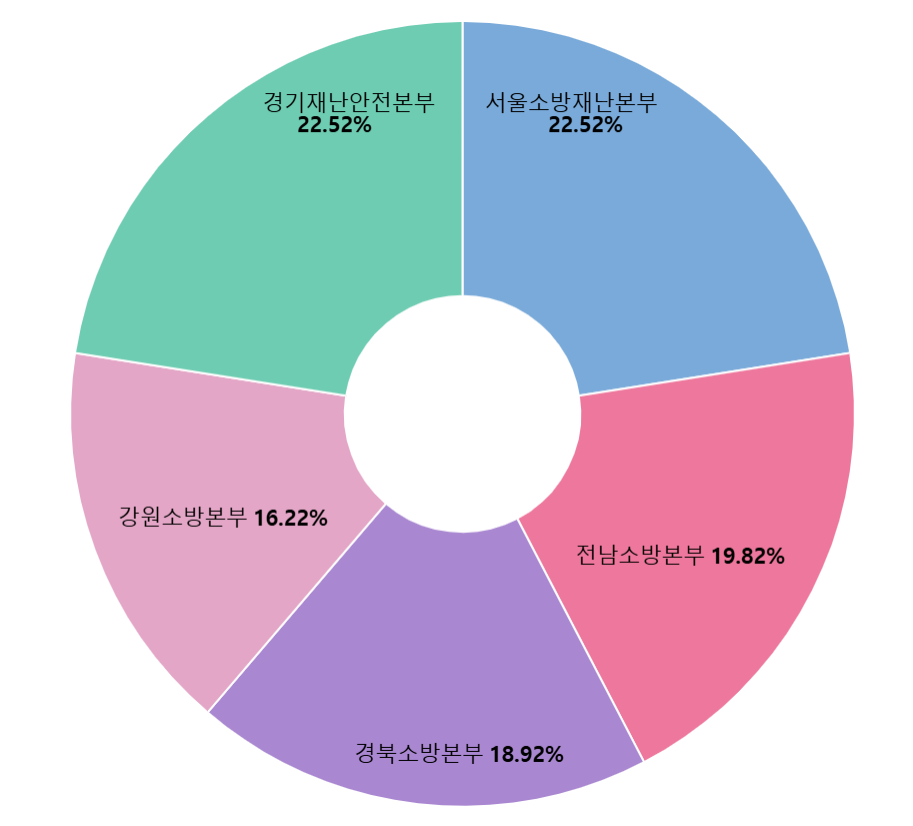 경기재난안전본부
22.52%
서울소방재난본부
22.52%
강원소방본부 16.22%
전남소방본부 19.82%
경북소방본부 18.92%